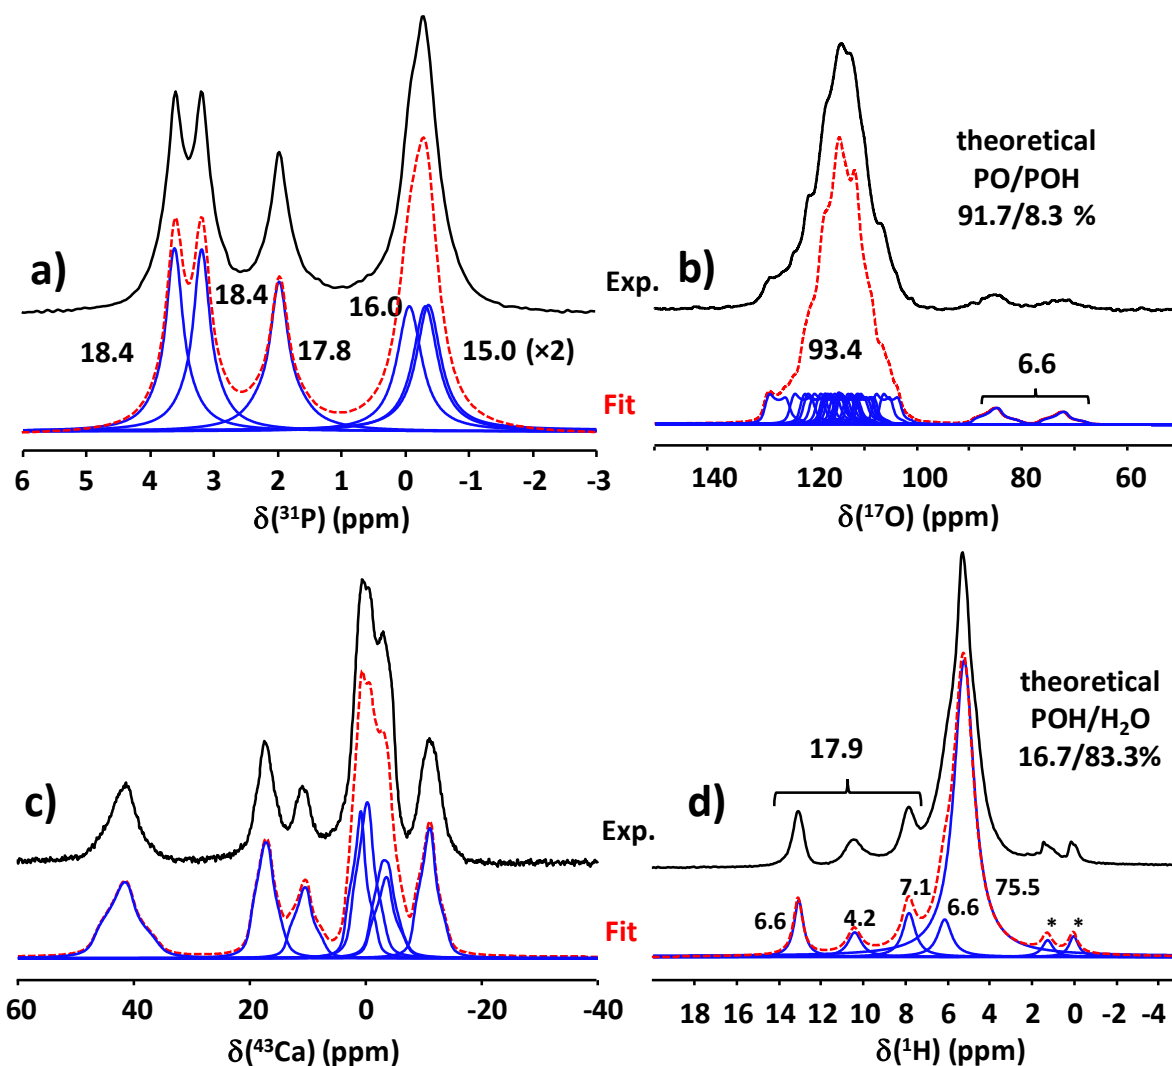 a)
18.4
18.4
17.8
16.0
15.0 (×2)
6 5 4 3 2 1 0 -1 -2 -3
δ(³¹P) (ppm)
Exp.
Fit
b)
theoretical
PO/POH
91.7/8.3 %
93.4
6.6
140 120 100 80 60
δ(¹⁷O) (ppm)
c)
60 40 20 0 -20 -40
δ(⁴³Ca) (ppm)
Exp.
Fit
d)
theoretical
POH/H₂O
16.7/83.3%
17.9
6.6
4.2
7.1
6.6
75.5
* *
18 16 14 12 10 8 6 4 2 0 -2 -4
δ(¹H) (ppm)